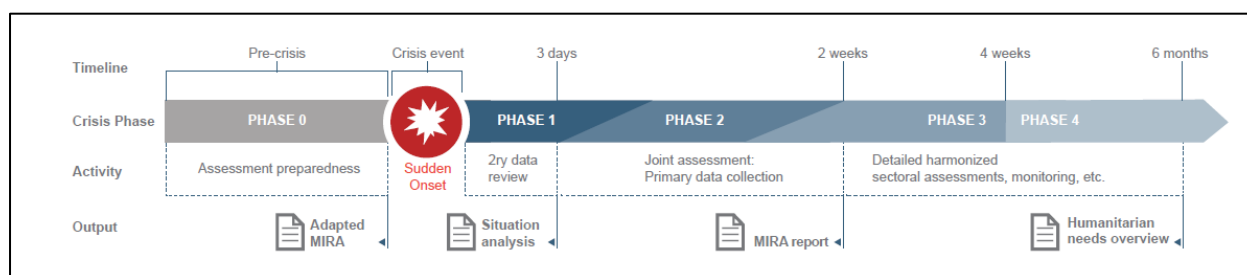 Timeline
Pre-crisis
Crisis event
3 days
2 weeks
4 weeks
6 months
Crisis Phase
PHASE 0
PHASE 1
PHASE 2
PHASE 3
PHASE 4
Activity
Assessment preparedness
Sudden
Onset
2ry data
review
Joint assessment:
Primary data collection
Detailed harmonized
sectoral assessments, monitoring, etc.
Output
Adapted
MIRA
Situation
analysis
MIRA report
Humanitarian
needs overview